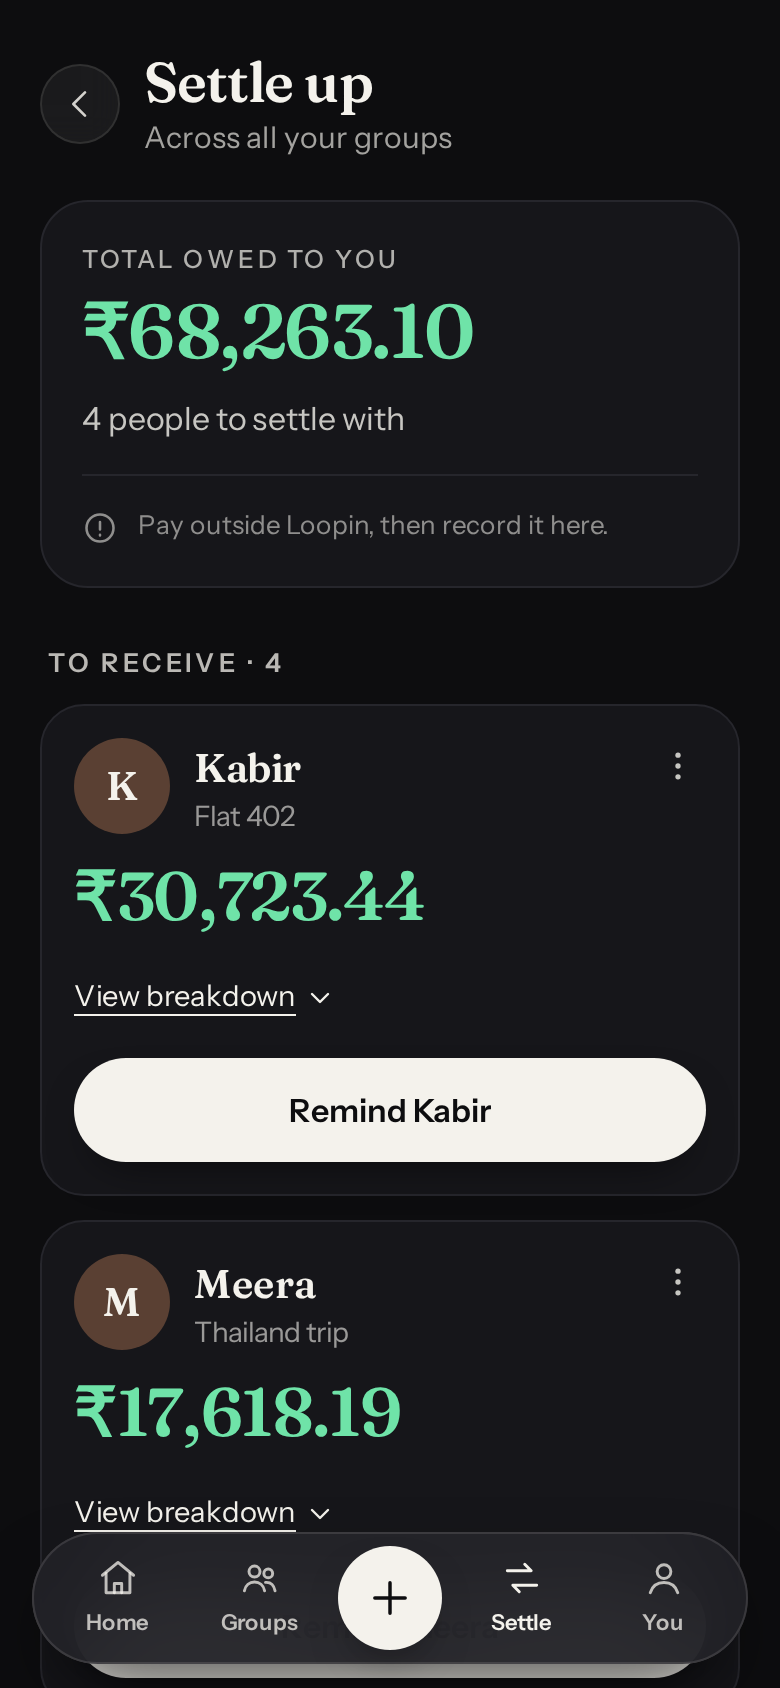 Settle up
Across all your groups
TOTAL OWED TO YOU
₹68,263.10
4 people to settle with
Pay outside Loopin, then record it here.
TO RECEIVE · 4
K
Kabir
Flat 402
₹30,723.44
View breakdown
Remind Kabir
M
Meera
Thailand trip
₹17,618.19
View breakdown
Home
Groups
Settle
You